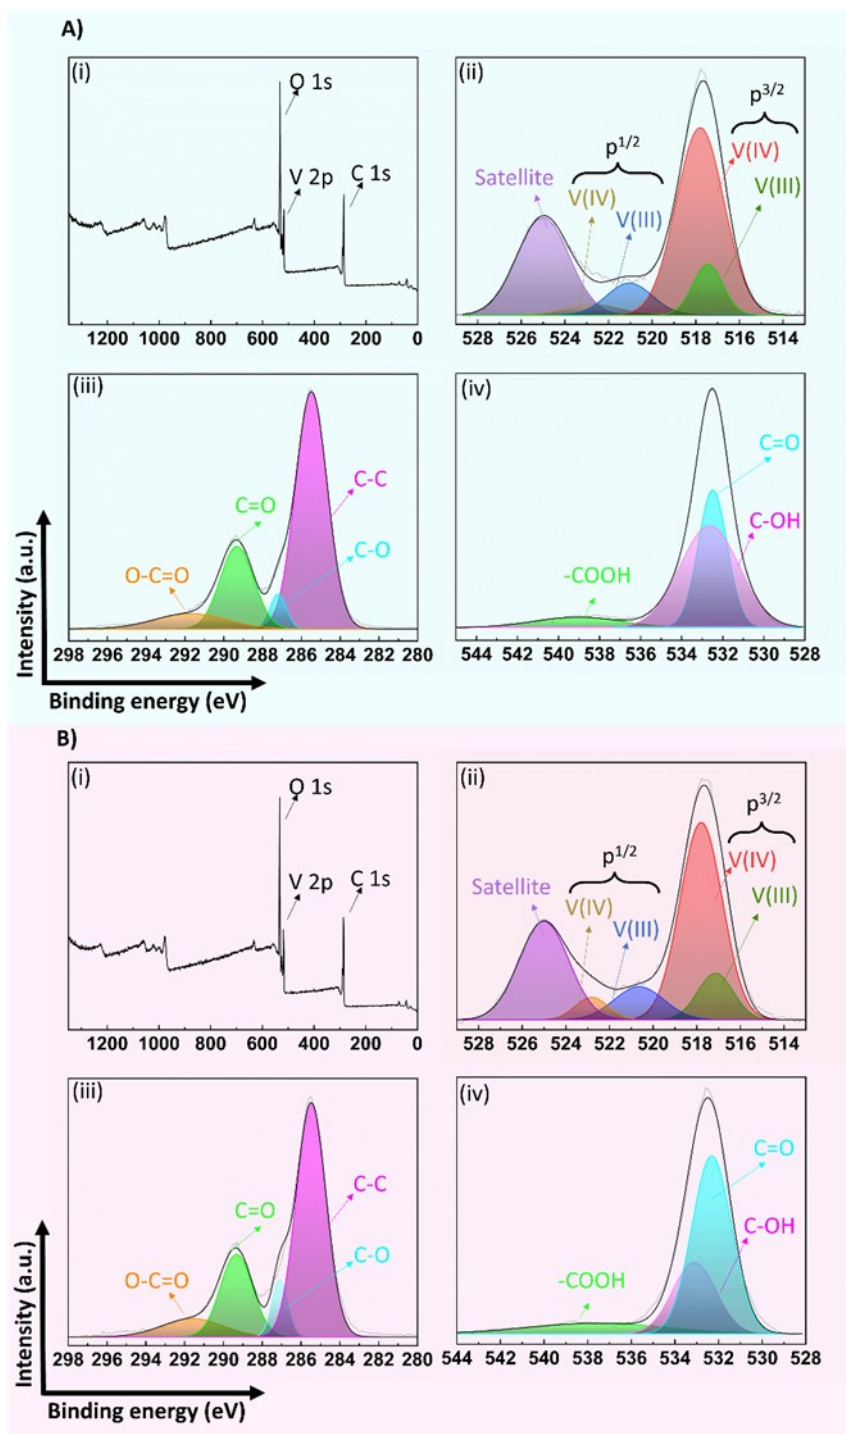 A)
(i)
O 1s
V 2p
C 1s
1200 1000 800 600 400 200 0
(ii)
p3/2
p1/2
V(IV)
Satellite
V(IV)
V(III)
V(III)
528 526 524 522 520 518 516 514
(iii)
C-C
C=O
C-O
O-C=O
298 296 294 292 290 288 286 284 282 280
(iv)
C=O
C-OH
-COOH
544 542 540 538 536 534 532 530 528
Intensity (a.u.)
Binding energy (eV)
B)
(i)
O 1s
V 2p
C 1s
1200 1000 800 600 400 200 0
(ii)
p3/2
p1/2
V(IV)
Satellite
V(IV)
V(III)
V(III)
528 526 524 522 520 518 516 514
(iii)
C-C
C=O
C-O
O-C=O
298 296 294 292 290 288 286 284 282 280
(iv)
C=O
C-OH
-COOH
544 542 540 538 536 534 532 530 528
Intensity (a.u.)
Binding energy (eV)